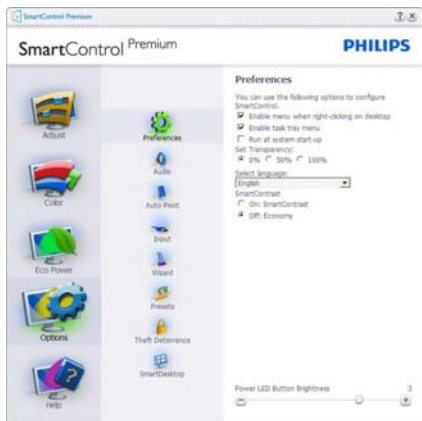 SmartControl Premium
SmartControl Premium
PHILIPS
Adjust
Color
Eco Power
Options
Help
Preferences
Audio
Auto Pivot
Input
Wizard
Presets
Theft Deterrence
SmartDesktop
Preferences
You can use the following options to configure
SmartControl.
Enable menu when right-clicking on desktop
Enable task tray menu
Run at system start-up
Set Transparency:
0% 50% 100%
Select language:
English
SmartContrast
On: SmartContrast
Off: Economy
Power LED Button Brightness 3